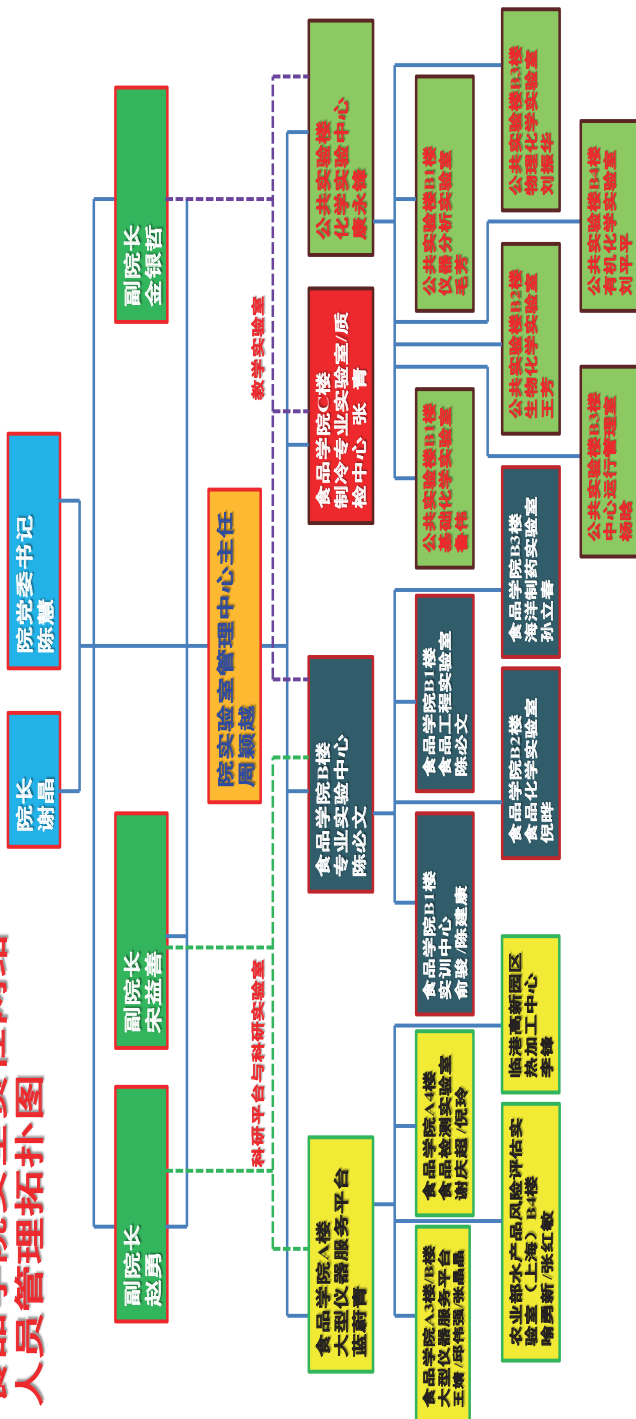 食品学院安全责任网络
人员管理拓扑图
院长
谢晶
院党委书记
陈慧
副院长
赵勇
副院长
宋益善
副院长
金银哲
院实验室管理中心主任
周颖越
科研平台与科研实验室
教学实验室
食品学院A楼
大型仪器服务平台
蓝蔚青
食品学院B楼
专业实验中心
陈必文
食品学院C楼
制冷专业实验室/质
检中心 张 青
公共实验楼
化学实验中心
康永锋
食品学院A3楼/B楼
大型仪器服务平台
王婧/邱伟强/张晶晶
食品学院A4楼
食品检测实验室
谢庆超/倪玲
食品学院B1楼
实训中心
俞骏/陈建康
食品学院B1楼
食品工程实验室
陈必文
公共实验楼B1楼
基础化学实验室
鲁伟
公共实验楼B1楼
仪器分析实验室
毛芳
农业部水产品风险评估实
验室（上海）B4楼
喻勇新/张红敏
临港高新园区
热加工中心
李锋
食品学院B2楼
食品化学实验室
倪晔
食品学院B3楼
海洋制药实验室
孙立春
公共实验楼B2楼
生物化学实验室
王芳
公共实验楼B3楼
物理化学实验室
刘振华
公共实验楼B3楼
中心运行管理室
杨晗
公共实验楼B4楼
有机化学实验室
刘平平